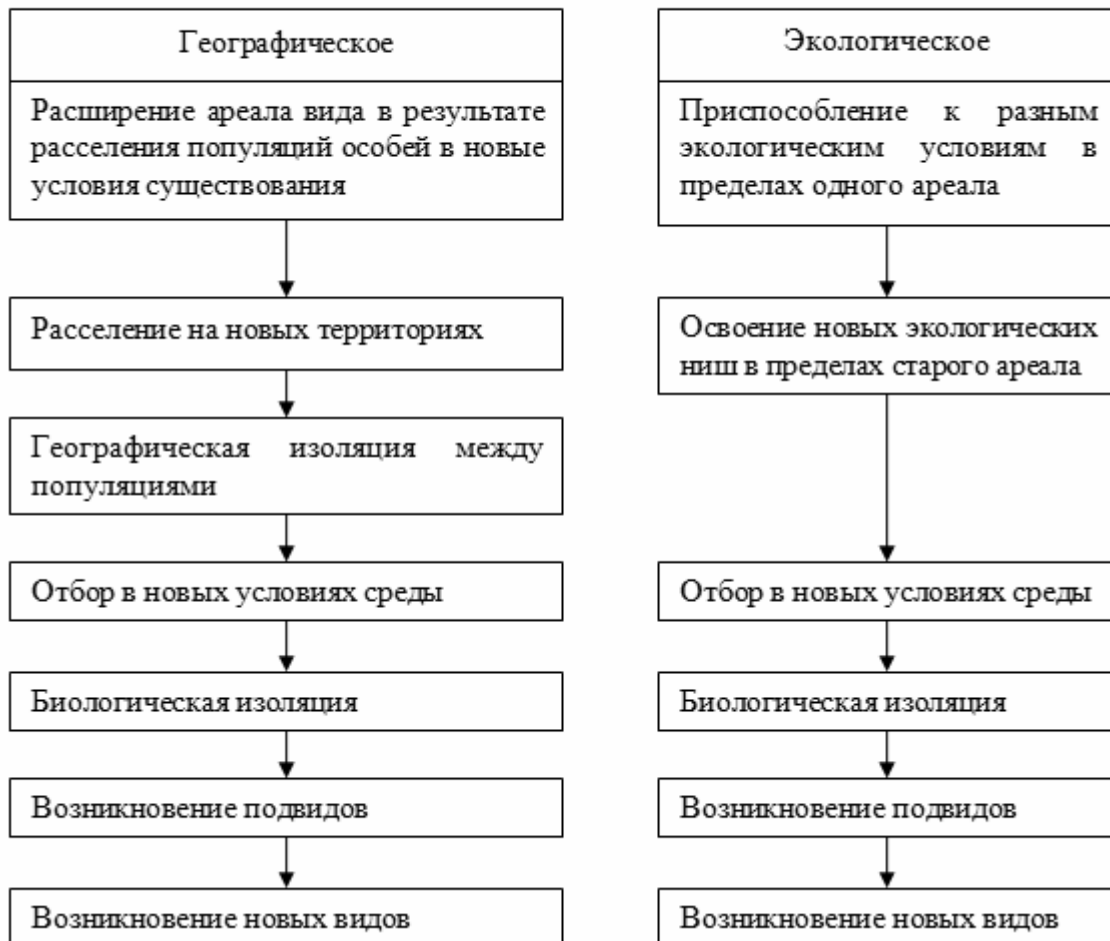 Географическое
Расширение ареала вида в результате
расселения популяций особей в новые
условия существования
Расселение на новых территориях
Географическая изоляция между
популяциями
Отбор в новых условиях среды
Биологическая изоляция
Возникновение подвидов
Возникновение новых видов
Экологическое
Приспособление к разным
экологическим условиям в
пределах одного ареала
Освоение новых экологических
ниш в пределах старого ареала
Отбор в новых условиях среды
Биологическая изоляция
Возникновение подвидов
Возникновение новых видов